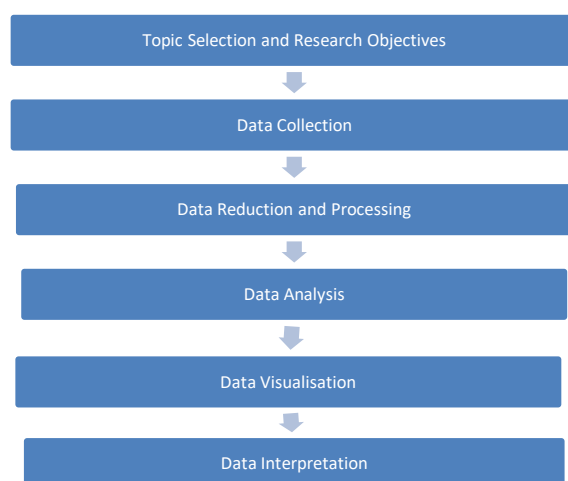 Topic Selection and Research Objectives
Data Collection
Data Reduction and Processing
Data Analysis
Data Visualisation
Data Interpretation